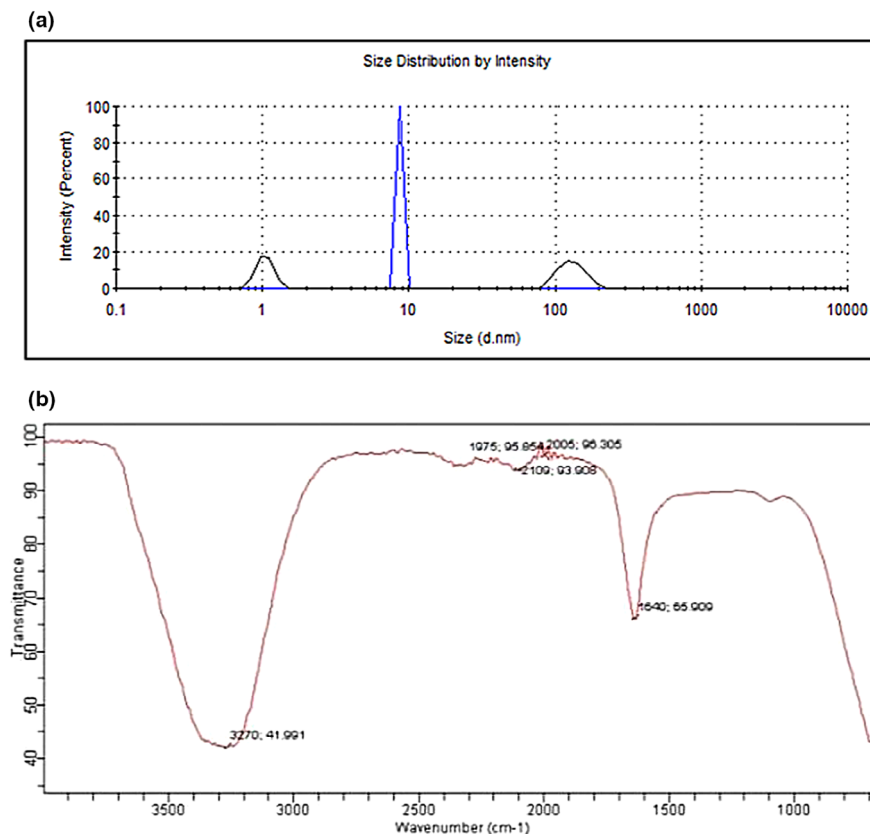 (a)
Size Distribution by Intensity
Intensity (Percent)
100
80
60
40
20
0
0.1 1 10 100 1000 10000
Size (d.nm)
(b)
Transmittance
100
90
80
70
60
50
40
1975; 95.854
2005; 96.305
2109; 93.908
1640; 65.909
3270; 41.991
3500 3000 2500 2000 1500 1000
Wavenumber (cm-1)